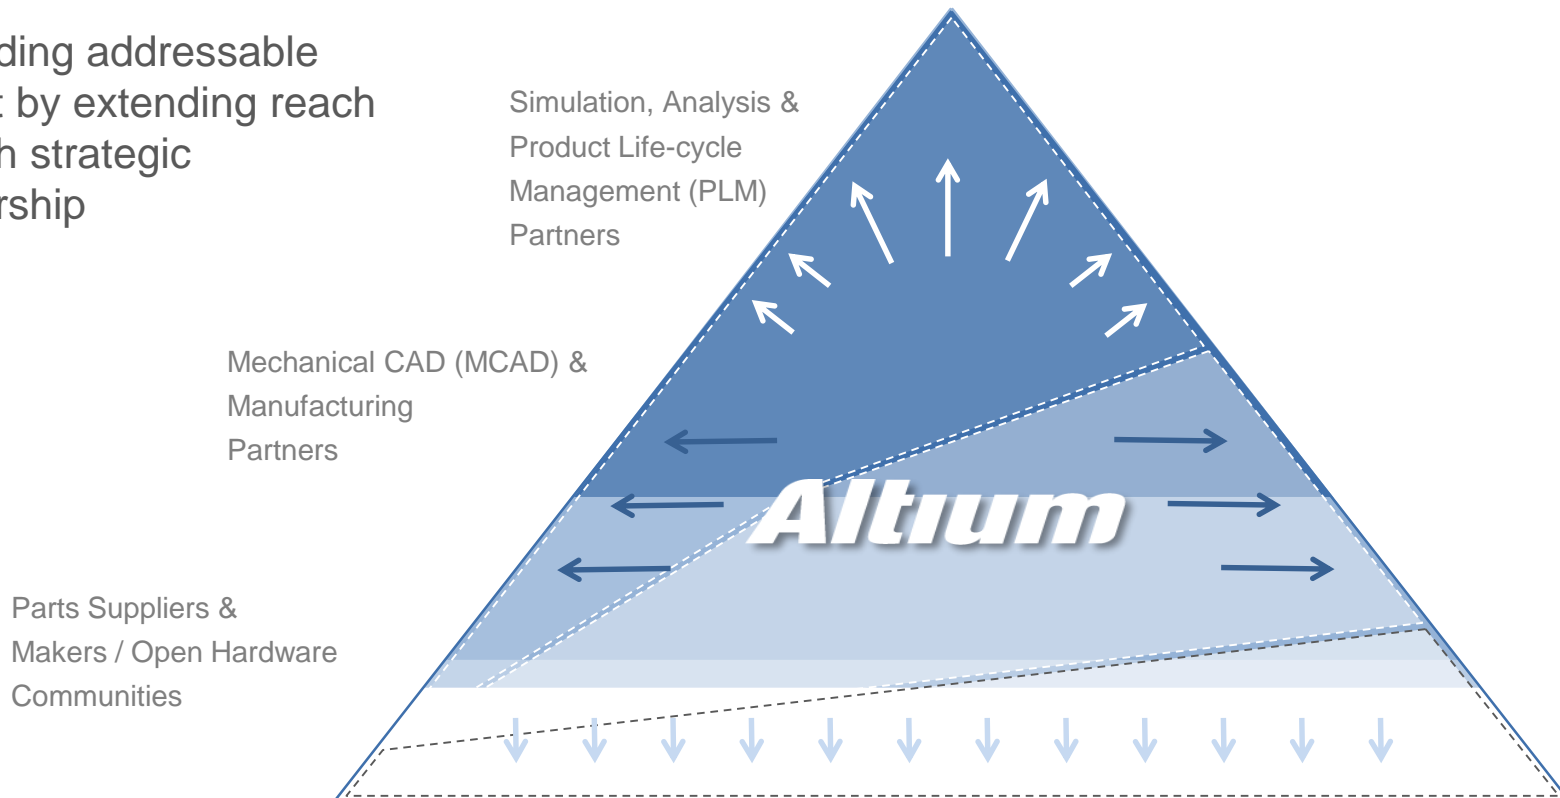 ding addressable
t by extending reach
h strategic
rship
Simulation, Analysis &
Product Life-cycle
Management (PLM)
Partners
Mechanical CAD (MCAD) &
Manufacturing
Partners
Altium
Parts Suppliers &
Makers / Open Hardware
Communities